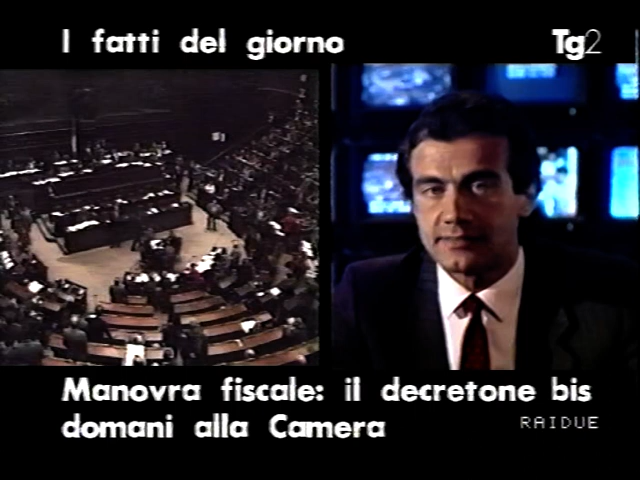 I fatti del giorno
Tg2
Manovra fiscale: il decretone bis
domani alla Camera
RAIDUE